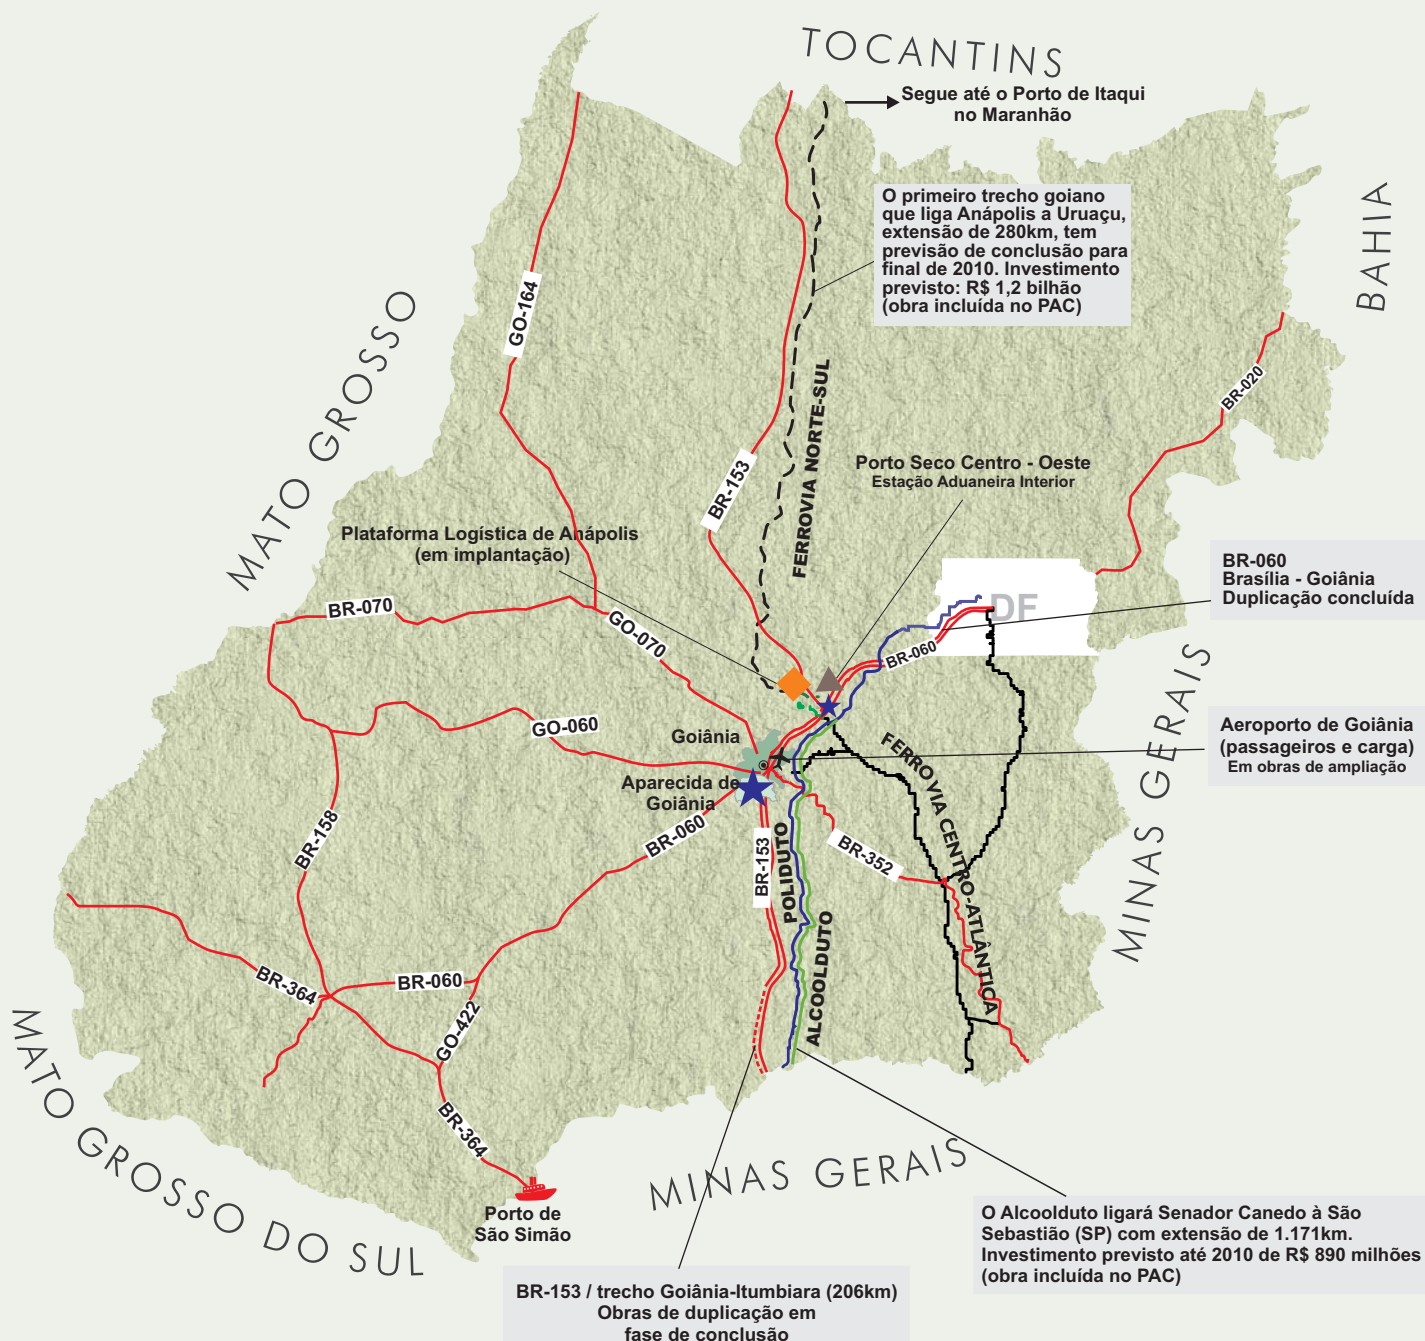 TOCANTINS
Segue até o Porto de Itaqui
no Maranhão
O primeiro trecho goiano
que liga Anápolis a Uruaçu,
extensão de 280km, tem
previsão de conclusão para
final de 2010. Investimento
previsto: R$ 1,2 bilhão
(obra incluída no PAC)
BAHIA
GO-164
MATO GROSSO
BR-020
FERROVIA NORTE-SUL
BR-153
Porto Seco Centro - Oeste
Estação Aduaneira Interior
Plataforma Logística de Anápolis
(em implantação)
BR-060
Brasília - Goiânia
Duplicação concluída
DF
BR-070
GO-070
BR-060
MINAS GERAIS
GO-060
Goiânia
Aeroporto de Goiânia
(passageiros e carga)
Em obras de ampliação
FERROVIA CENTRO-ATLÂNTICA
Aparecida de
Goiânia
BR-158
BR-060
BR-153
POLIDUTO
BR-352
ALCOOLDUTO
BR-364
BR-060
GO-422
MATO GROSSO DO SUL
BR-364
MINAS GERAIS
Porto de
São Simão
O Alcoolduto ligará Senador Canedo à São
Sebastião (SP) com extensão de 1.171km.
Investimento previsto até 2010 de R$ 890 milhões
(obra incluída no PAC)
BR-153 / trecho Goiânia-Itumbiara (206km)
Obras de duplicação em
fase de conclusão